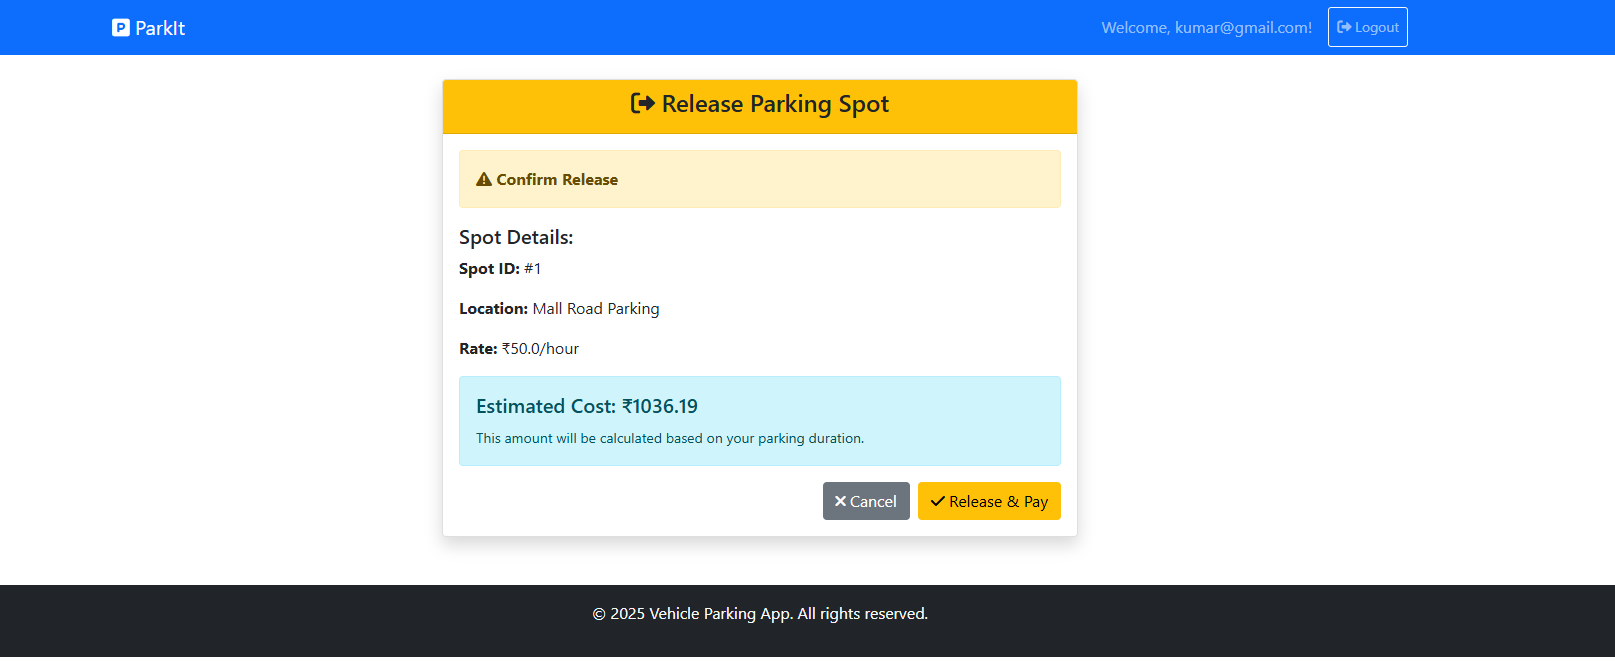 ParkIt
Welcome, kumar@gmail.com!
Logout
Release Parking Spot
Confirm Release
Spot Details:
Spot ID: #1
Location: Mall Road Parking
Rate: ₹50.0/hour
Estimated Cost: ₹1036.19
This amount will be calculated based on your parking duration.
Cancel
Release & Pay
© 2025 Vehicle Parking App. All rights reserved.